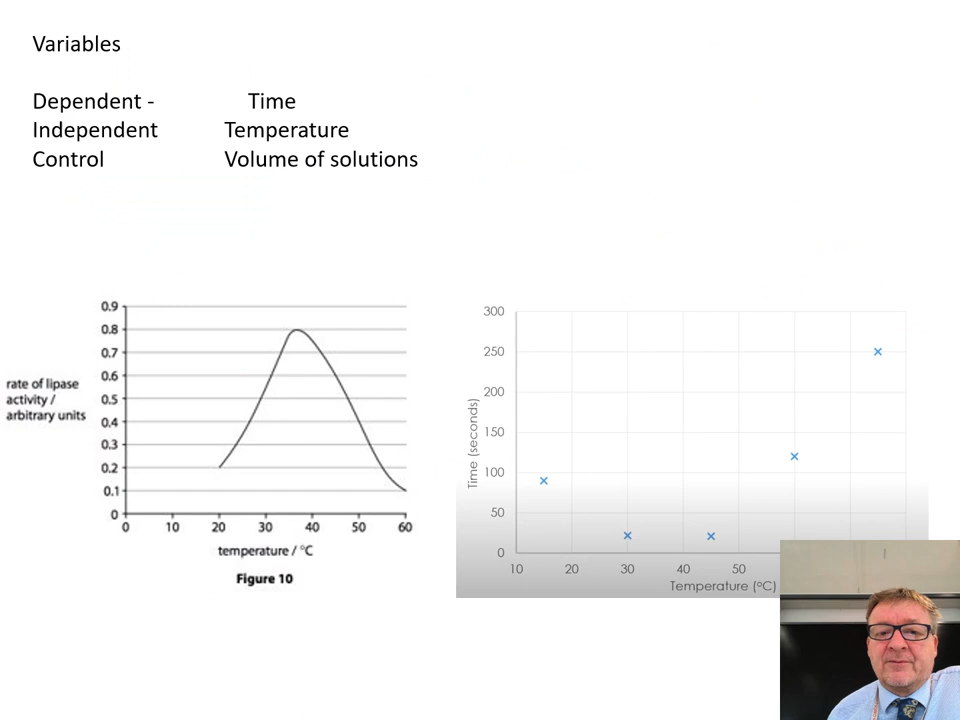 Variables
Dependent - Time
Independent Temperature
Control Volume of solutions
0.9
0.8
0.7
0.6
0.5
0.4
0.3
0.2
0.1
0
rate of lipase
activity /
arbitrary units
0 10 20 30 40 50 60
temperature / °C
Figure 10
300
250
200
150
100
50
0
Time (seconds)
10 20 30 40 50
Temperature (°C)